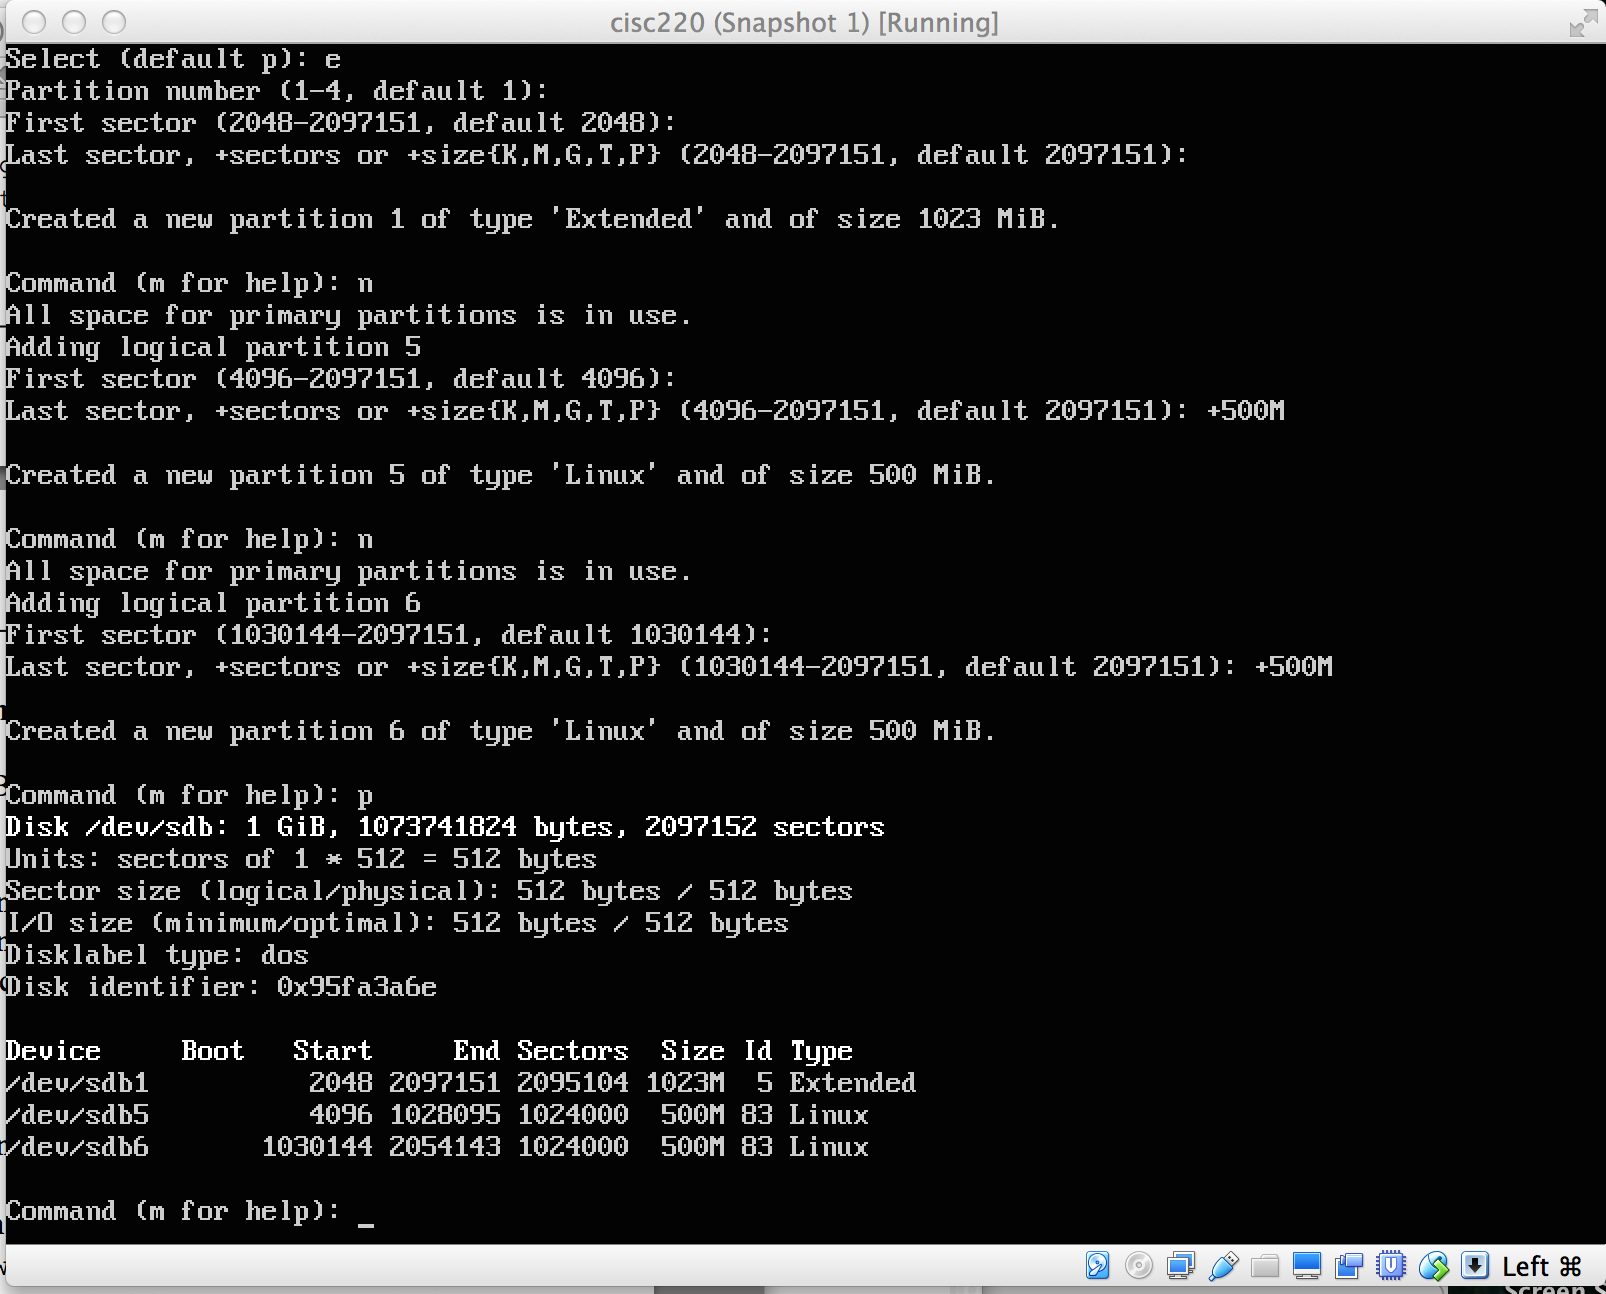 cisc220 (Snapshot 1) [Running]
Select (default p): e
Partition number (1-4, default 1):
First sector (2048-2097151, default 2048):
Last sector, +sectors or +size{K,M,G,T,P} (2048-2097151, default 2097151):
Created a new partition 1 of type 'Extended' and of size 1023 MiB.
Command (m for help): n
All space for primary partitions is in use.
Adding logical partition 5
First sector (4096-2097151, default 4096):
Last sector, +sectors or +size{K,M,G,T,P} (4096-2097151, default 2097151): +500M
Created a new partition 5 of type 'Linux' and of size 500 MiB.
Command (m for help): n
All space for primary partitions is in use.
Adding logical partition 6
First sector (1030144-2097151, default 1030144):
Last sector, +sectors or +size{K,M,G,T,P} (1030144-2097151, default 2097151): +500M
Created a new partition 6 of type 'Linux' and of size 500 MiB.
Command (m for help): p
Disk /dev/sdb: 1 GiB, 1073741824 bytes, 2097152 sectors
Units: sectors of 1 * 512 = 512 bytes
Sector size (logical/physical): 512 bytes / 512 bytes
I/O size (minimum/optimal): 512 bytes / 512 bytes
Disklabel type: dos
Disk identifier: 0x95fa3a6e
Device     Boot   Start     End Sectors  Size Id Type
/dev/sdb1          2048 2097151 2095104 1023M  5 Extended
/dev/sdb5          4096 1028095 1024000  500M 83 Linux
/dev/sdb6       1030144 2054143 1024000  500M 83 Linux
Command (m for help): _
Left ⌘